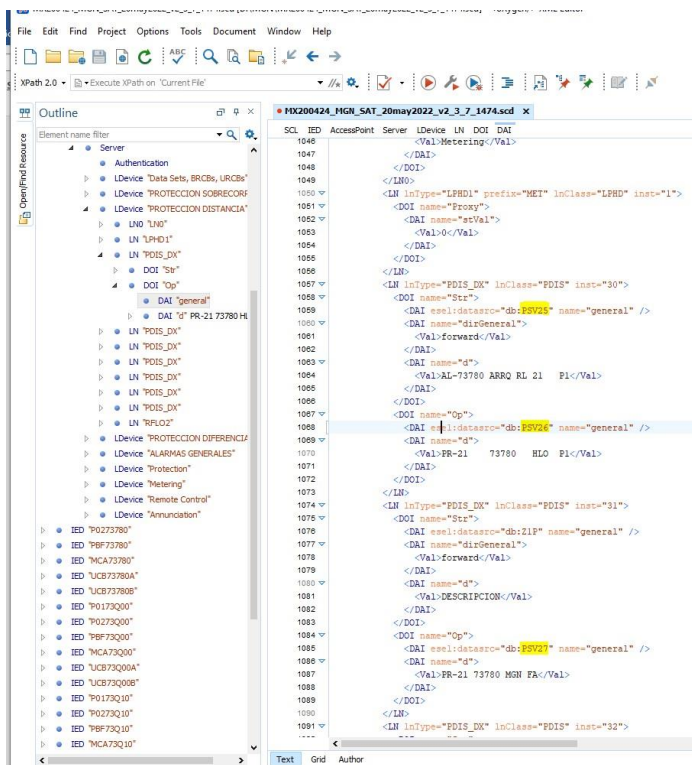 File Edit Find Project Options Tools Document Window Help
XPath 2.0 Execute XPath on 'Current File'
Open/Find Resource
Outline
Element name filter
Server
Authentication
LDevice "Data Sets, BRCBs, URCBs"
LDevice "PROTECCION SOBRECORR
LDevice "PROTECCION DISTANCIA"
LN0 "LN0"
LN "LPHD1"
LN "PDIS_DX"
DOI "Str"
DOI "Op"
DAI "general"
DAI "d" PR-21 73780 HL
LN "PDIS_DX"
LN "PDIS_DX"
LN "PDIS_DX"
LN "PDIS_DX"
LN "PDIS_DX"
LN "PDIS_DX"
LN "RFLO2"
LDevice "PROTECCION DIFERENCIA
LDevice "ALARMAS GENERALES"
LDevice "Protection"
LDevice "Metering"
LDevice "Remote Control"
LDevice "Annunciation"
IED "P0273780"
IED "PBF73780"
IED "MCA73780"
IED "UCB73780A"
IED "UCB73780B"
IED "P0173Q00"
IED "P0273Q00"
IED "PBF73Q00"
IED "MCA73Q00"
IED "UCB73Q00A"
IED "UCB73Q00B"
IED "P0173Q10"
IED "P0273Q10"
IED "PBF73Q10"
IED "MCA73Q10"
MX200424_MGN_SAT_20may2022_v2_3_7_1474.scd
SCL IED AccessPoint Server LDevice LN DOI DAI
1046 <Val>Metering</Val>
1047 </DAI>
1048 </DOI>
1049 </LN0>
1050 <LN lnType="LPHD1" prefix="MET" lnClass="LPHD" inst="1">
1051 <DOI name="Proxy">
1052 <DAI name="stVal">
1053 <Val>0</Val>
1054 </DAI>
1055 </DOI>
1056 </LN>
1057 <LN lnType="PDIS_DX" lnClass="PDIS" inst="30">
1058 <DOI name="Str">
1059 <DAI esel:datasrc="db:PSV25" name="general" />
1060 <DAI name="dirGeneral">
1061 <Val>forward</Val>
1062 </DAI>
1063 <DAI name="d">
1064 <Val>AL-73780 ARRQ RL 21 P1</Val>
1065 </DAI>
1066 </DOI>
1067 <DOI name="Op">
1068 <DAI esel:datasrc="db:PSV26" name="general" />
1069 <DAI name="d">
1070 <Val>PR-21 73780 HLO P1</Val>
1071 </DAI>
1072 </DOI>
1073 </LN>
1074 <LN lnType="PDIS_DX" lnClass="PDIS" inst="31">
1075 <DOI name="Str">
1076 <DAI esel:datasrc="db:Z1P" name="general" />
1077 <DAI name="dirGeneral">
1078 <Val>forward</Val>
1079 </DAI>
1080 <DAI name="d">
1081 <Val>DESCRIPCION</Val>
1082 </DAI>
1083 </DOI>
1084 <DOI name="Op">
1085 <DAI esel:datasrc="db:PSV27" name="general" />
1086 <DAI name="d">
1087 <Val>PR-21 73780 MGN FA</Val>
1088 </DAI>
1089 </DOI>
1090 </LN>
1091 <LN lnType="PDIS_DX" lnClass="PDIS" inst="32">
Text Grid Author